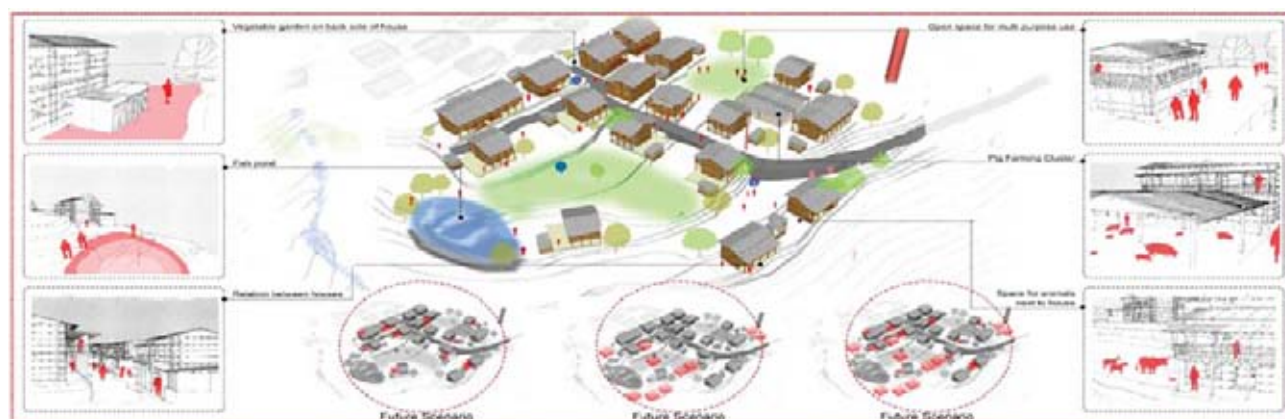 Vegetable garden on back side of house
Open space for multi purpose use
Fish pond
Pig Farming Cluster
Relation between houses
Space for animals
next to house
Future Scenario
Future Scenario
Future Scenario